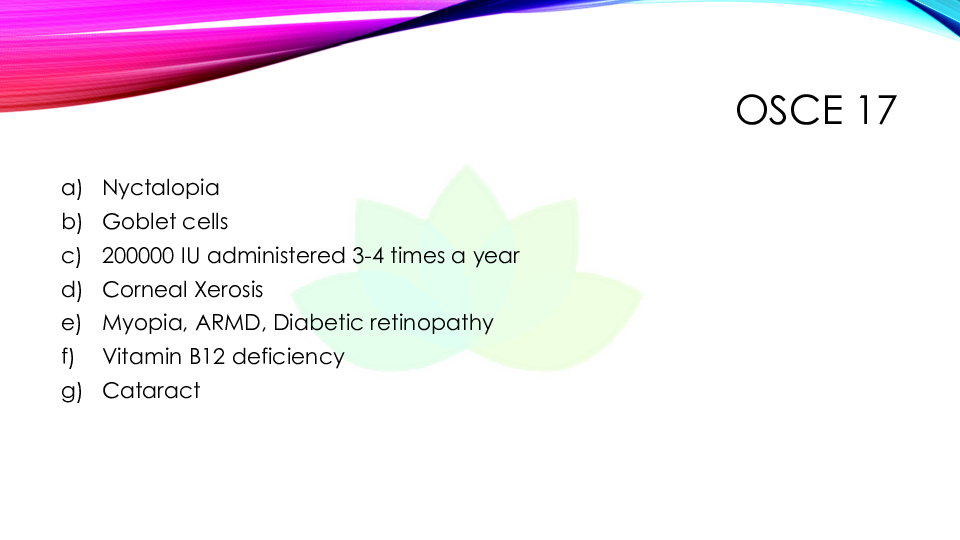 OSCE 17
a) Nyctalopia
b) Goblet cells
c) 200000 IU administered 3-4 times a year
d) Corneal Xerosis
e) Myopia, ARMD, Diabetic retinopathy
f) Vitamin B12 deficiency
g) Cataract